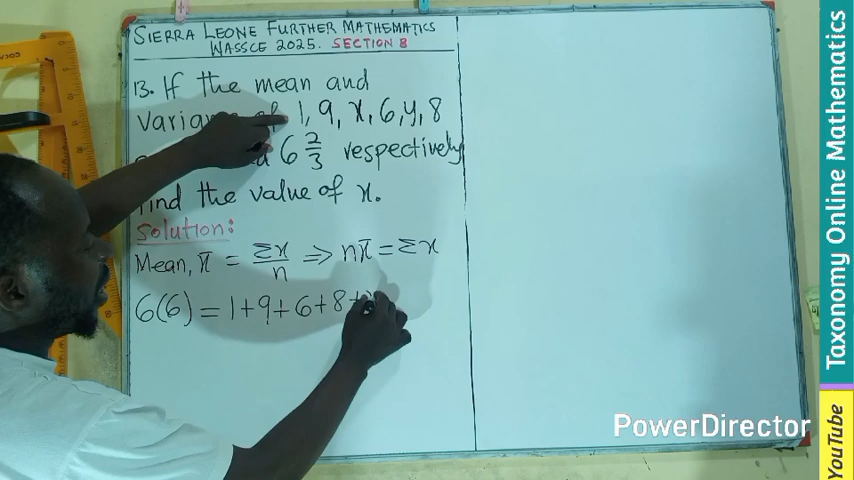 SIERRA LEONE FURTHER MATHEMATICS
WASSCE 2025. SECTION B
13. If the mean and
1, 9, x, 6, y, 8
6 2/3 respectively
find the value of x.
Solution:
Mean, x̄ = Σx/n ⇒ nx̄ = Σx
6(6) = 1+9+6+8+
PowerDirector
Taxonomy Online Mathematics
YouTube